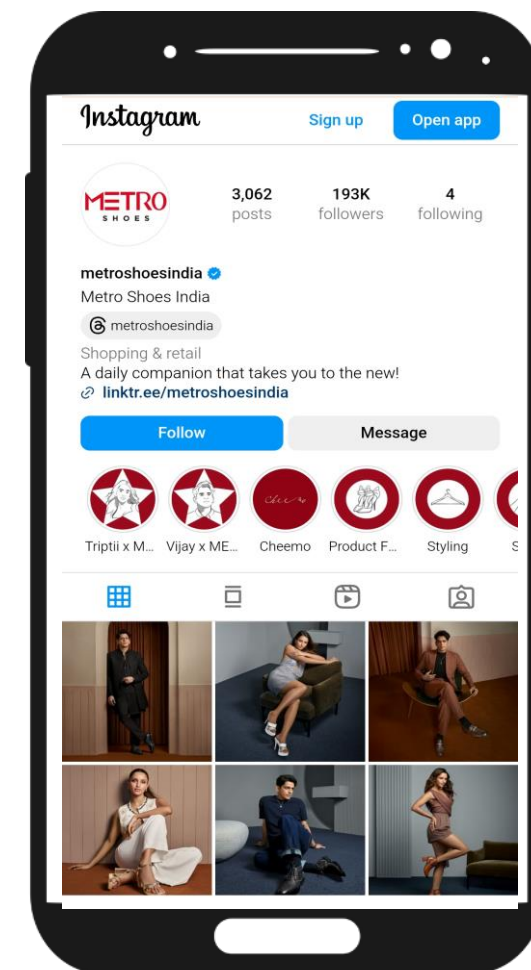 Instagram
Sign up
Open app
METRO
SHOES
3,062 193K 4
posts followers following
metroshoesindia
Metro Shoes India
metroshoesindia
Shopping & retail
A daily companion that takes you to the new!
linktr.ee/metroshoesindia
Follow Message
Cheemo
Triptii x M... Vijay x ME... Cheemo Product F... Styling S